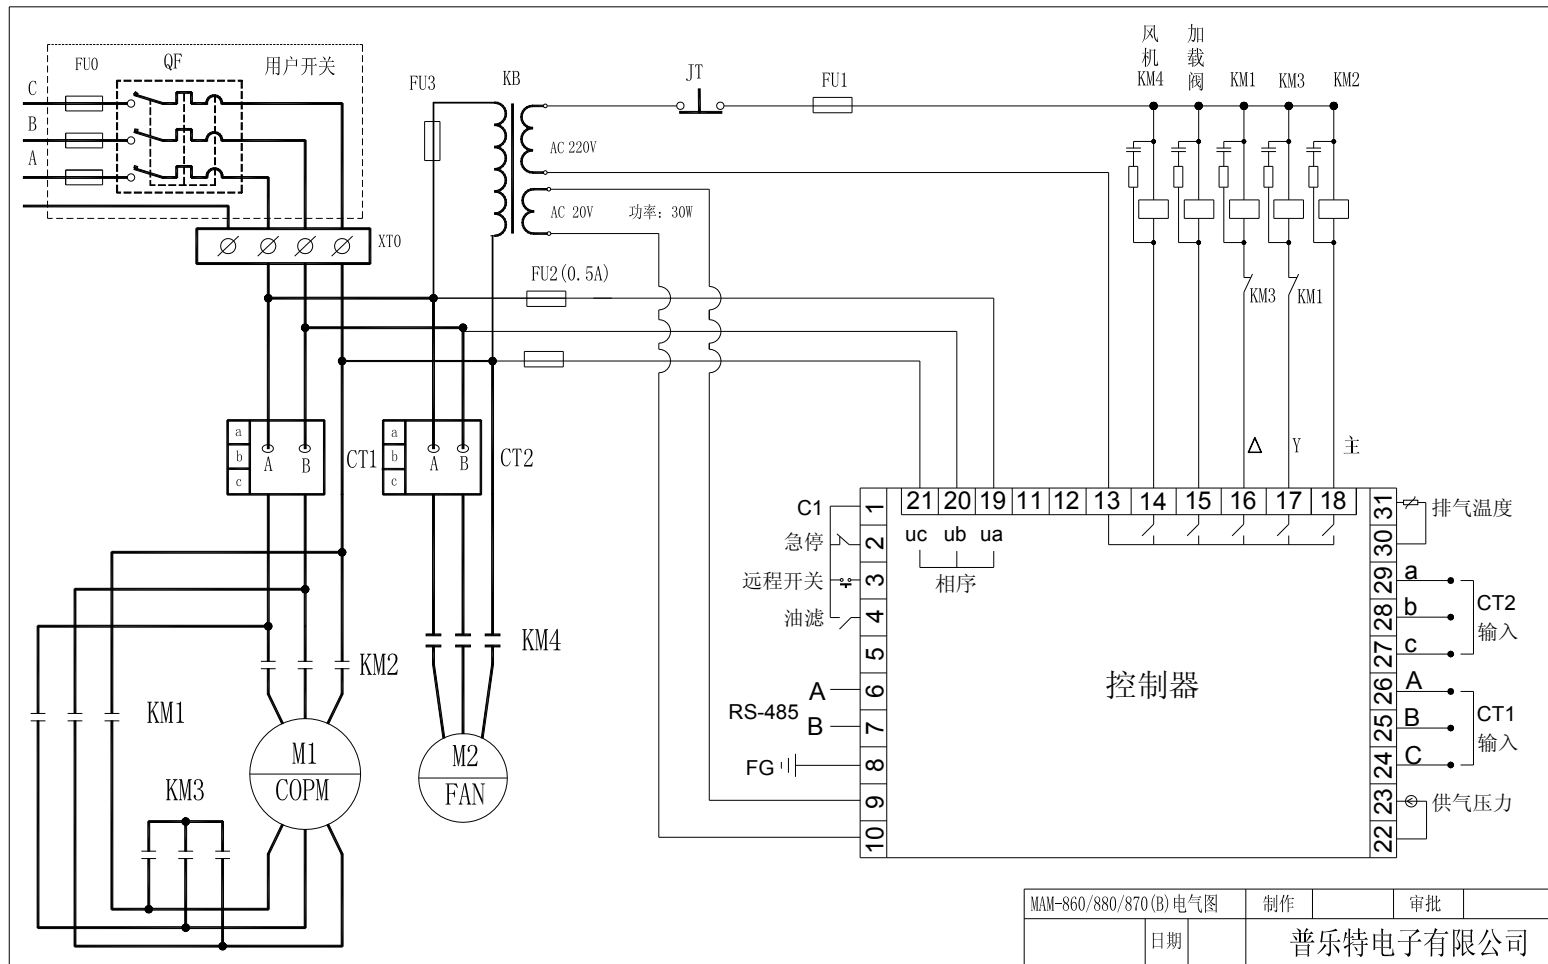 FU0
QF
用户开关
C
B
A
XT0
FU3
KB
AC 220V
AC 20V
功率: 30W
JT
FU1
风机
KM4
加载阀
KM1
KM3
KM2
FU2(0.5A)
KM3
KM1
Δ
Y
主
a
b
c
A
B
CT1
a
b
c
A
B
CT2
21
20
19
11
12
13
14
15
16
17
18
uc
ub
ua
相序
C1
1
急停
2
远程开关
3
油滤
4
5
A
6
RS-485
B
7
FG
8
9
10
控制器
31
排气温度
30
29
a
28
b
CT2
输入
27
c
26
A
25
B
CT1
输入
24
C
23
供气压力
22
KM2
KM4
KM1
M1
COPM
M2
FAN
KM3
MAM-860/880/870(B)电气图
制作
审批
日期
普乐特电子有限公司